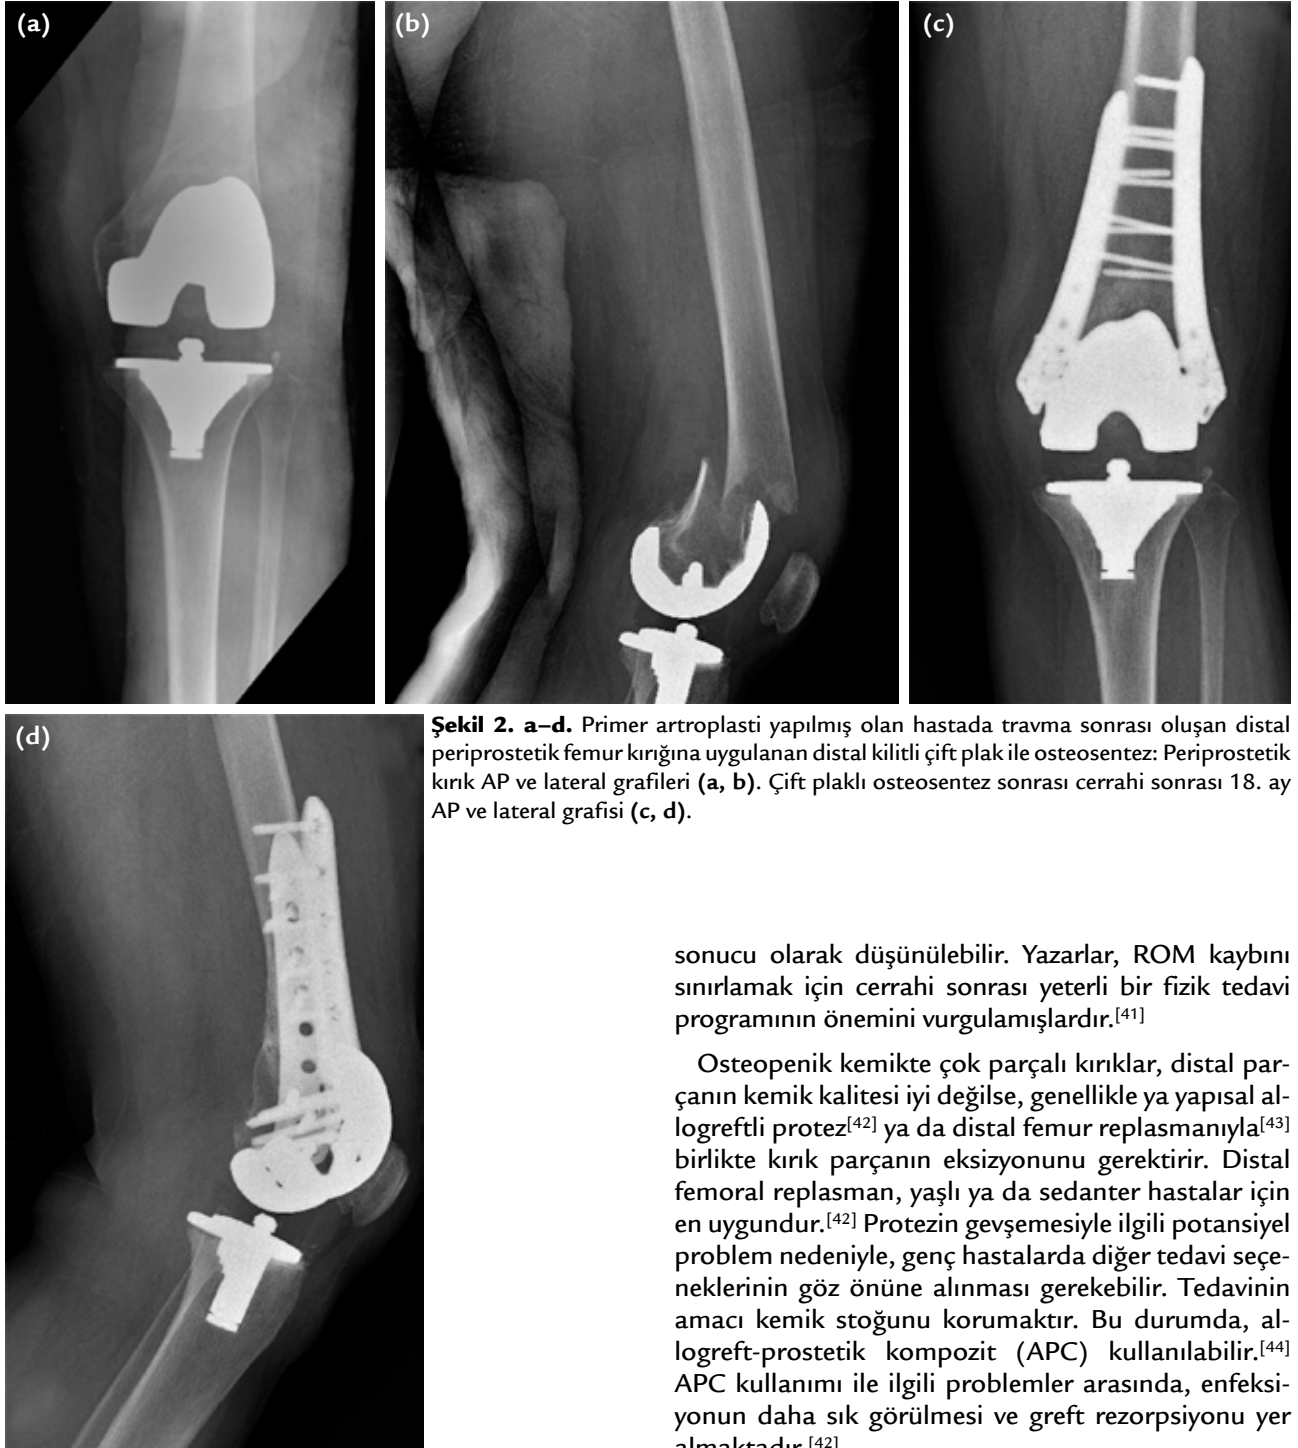 (a)
(b)
(c)
(d)
Şekil 2. a–d. Primer artroplasti yapılmış olan hastada travma sonrası oluşan distal
periprostetik femur kırığına uygulanan distal kilitli çift plak ile osteosentez: Periprostetik
kırık AP ve lateral grafileri (a, b). Çift plaklı osteosentez sonrası cerrahi sonrası 18. ay
AP ve lateral grafisi (c, d).
sonucu olarak düşünülebilir. Yazarlar, ROM kaybını
sınırlamak için cerrahi sonrası yeterli bir fizik tedavi
programının önemini vurgulamışlardır.[41]
Osteopenik kemikte çok parçalı kırıklar, distal par-
çanın kemik kalitesi iyi değilse, genellikle ya yapısal al-
logreftli protez[42] ya da distal femur replasmanıyla[43]
birlikte kırık parçanın eksizyonunu gerektirir. Distal
femoral replasman, yaşlı ya da sedanter hastalar için
en uygundur.[42] Protezin gevşemesiyle ilgili potansiyel
problem nedeniyle, genç hastalarda diğer tedavi seçe-
neklerinin göz önüne alınması gerekebilir. Tedavinin
amacı kemik stoğunu korumaktır. Bu durumda, al-
logreft-prostetik kompozit (APC) kullanılabilir.[44]
APC kullanımı ile ilgili problemler arasında, enfeksi-
yonun daha sık görülmesi ve greft rezorpsiyonu yer
almaktadır.[42]